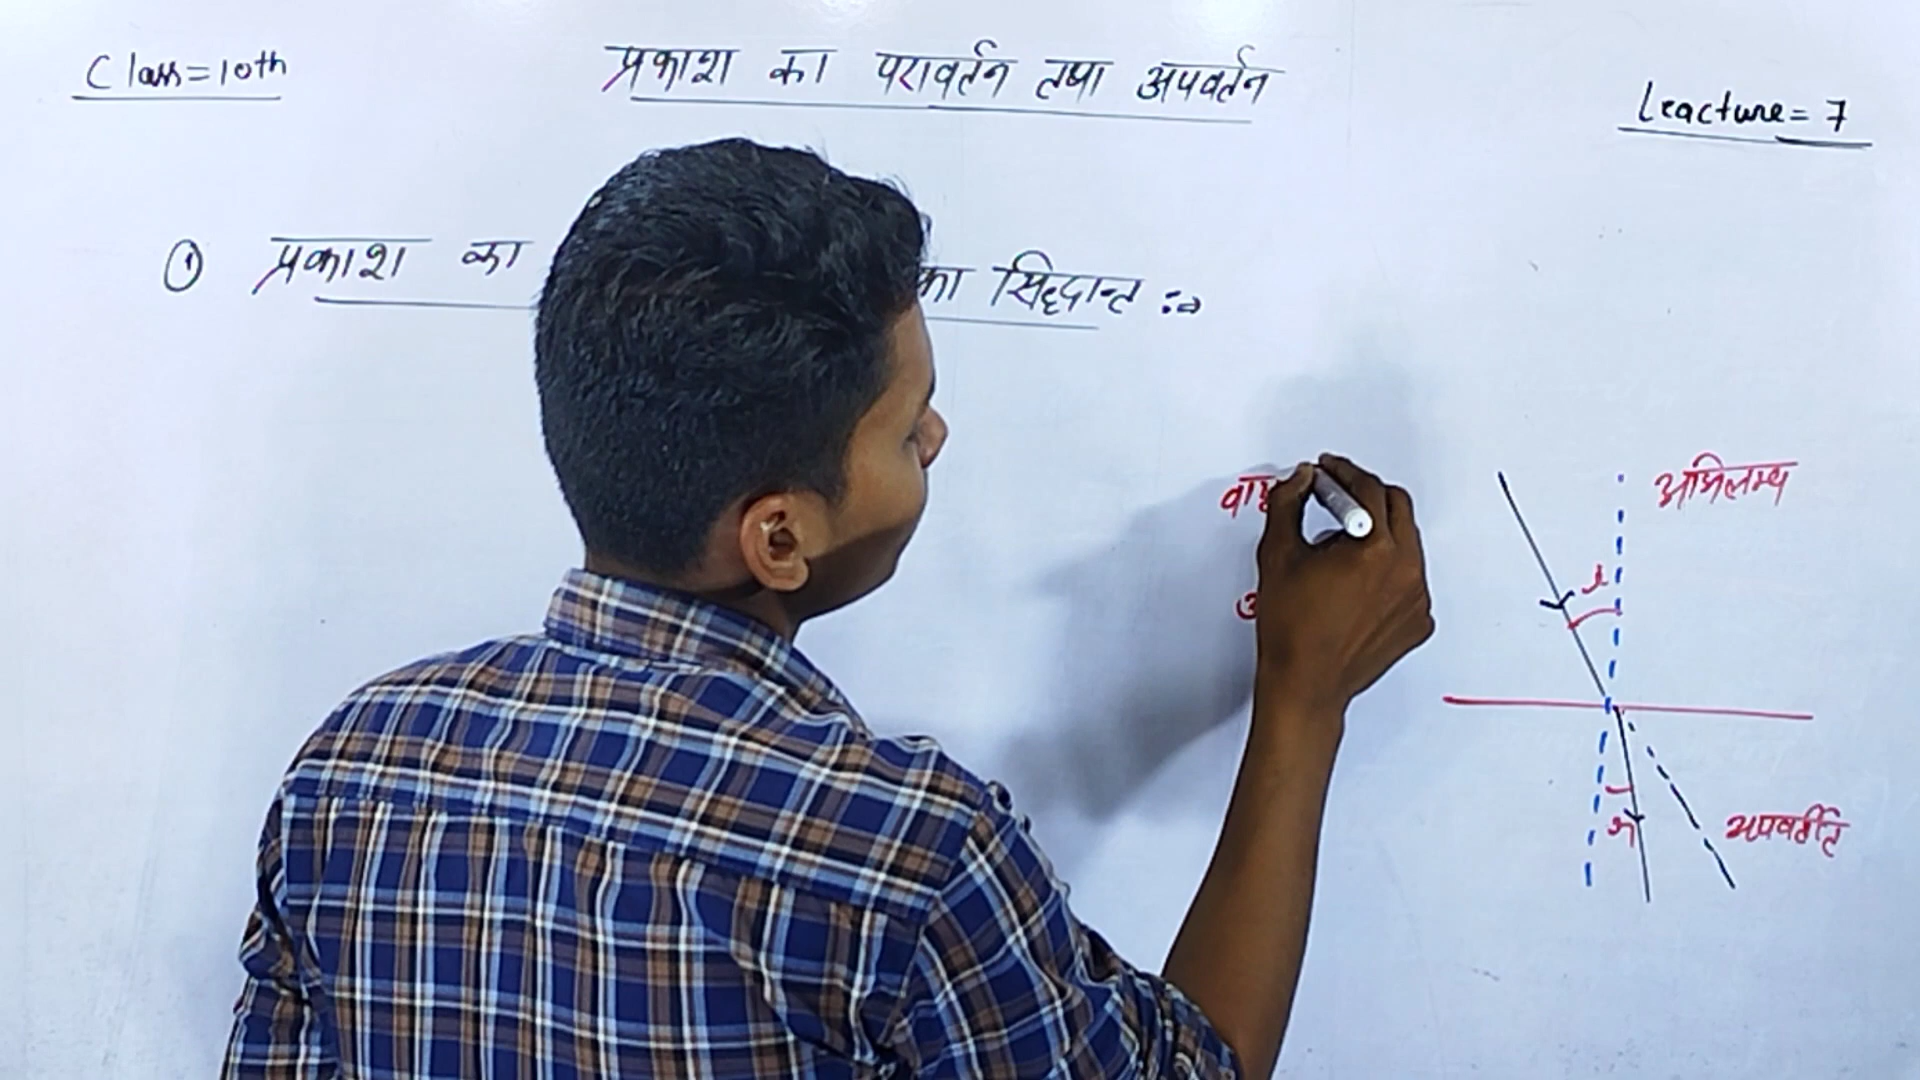 Class=10th
प्रकाश का परावर्तन तथा अपवर्तन
Leacture=7
① प्रकाश का का सिद्धान्त :→
अभिलम्ब
i
r
अपवर्तित